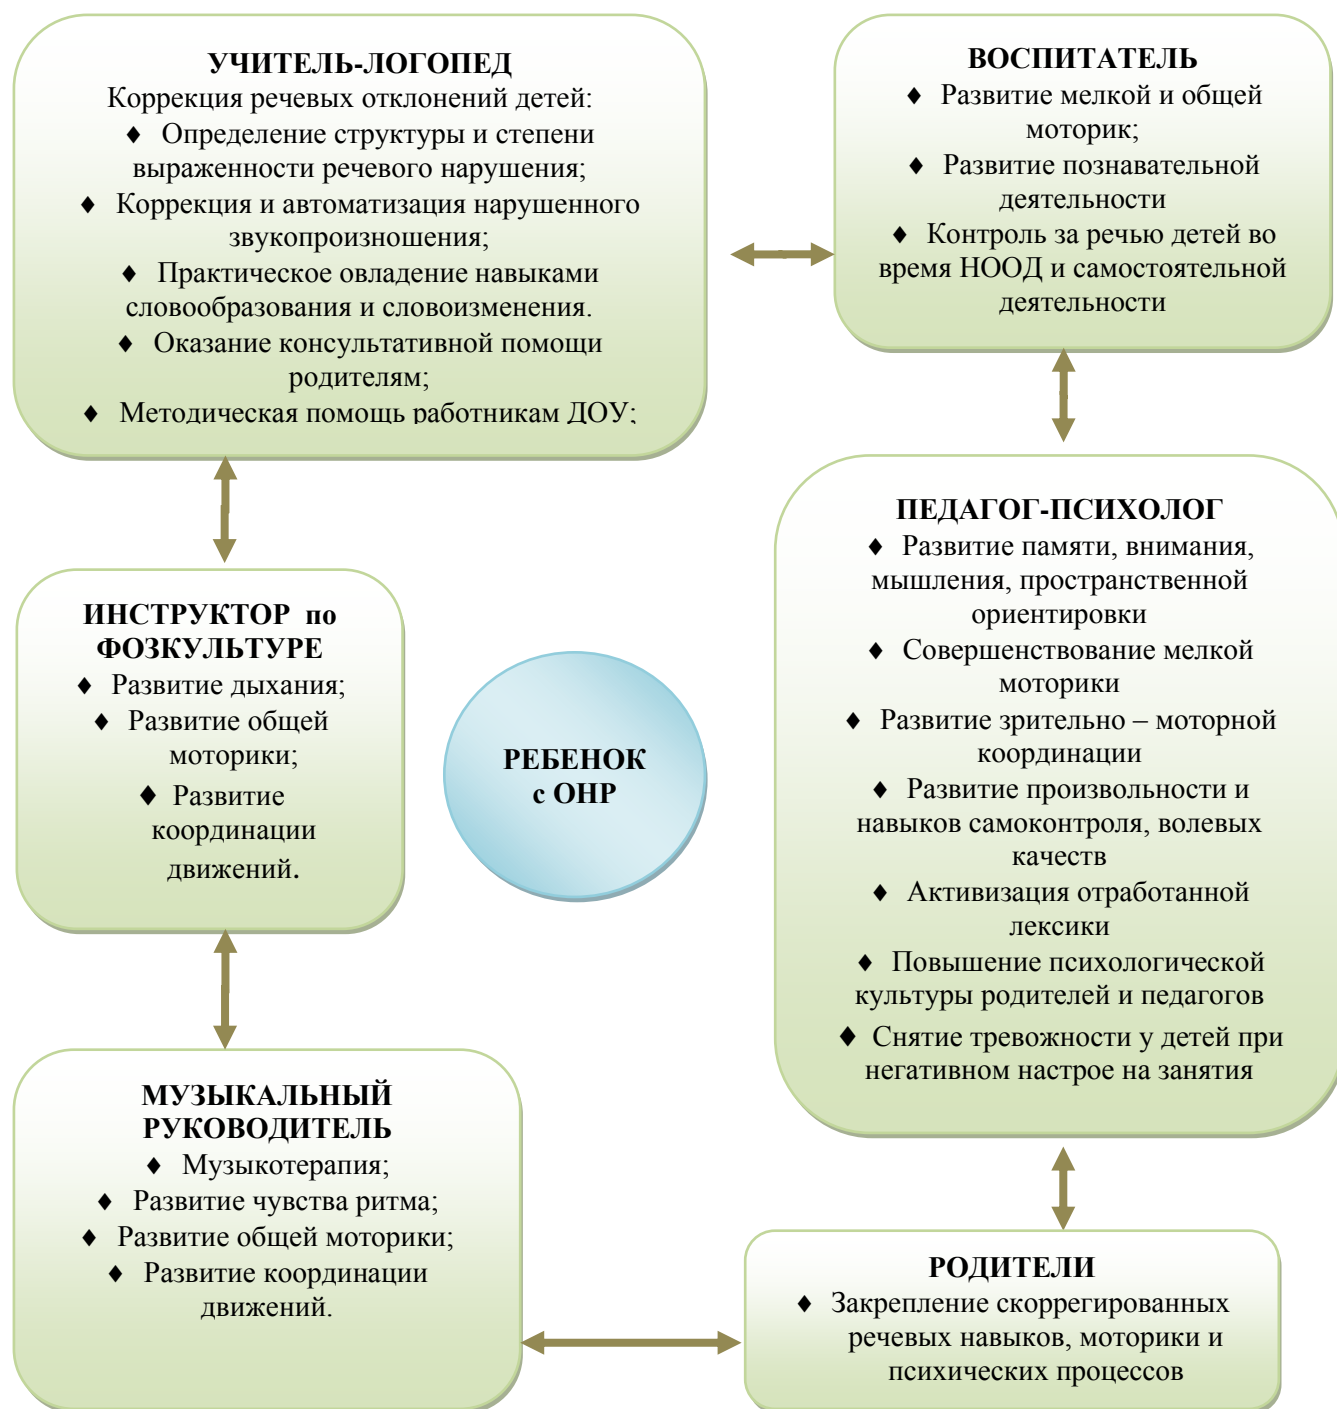 УЧИТЕЛЬ-ЛОГОПЕД
Коррекция речевых отклонений детей:
♦ Определение структуры и степени
выраженности речевого нарушения;
♦ Коррекция и автоматизация нарушенного
звукопроизношения;
♦ Практическое овладение навыками
словообразования и словоизменения.
♦ Оказание консультативной помощи
родителям;
♦ Методическая помощь работникам ДОУ;
ВОСПИТАТЕЛЬ
♦ Развитие мелкой и общей
моторик;
♦ Развитие познавательной
деятельности
♦ Контроль за речью детей во
время НООД и самостоятельной
деятельности
ПЕДАГОГ-ПСИХОЛОГ
♦ Развитие памяти, внимания,
мышления, пространственной
ориентировки
♦ Совершенствование мелкой
моторики
♦ Развитие зрительно – моторной
координации
♦ Развитие произвольности и
навыков самоконтроля, волевых
качеств
♦ Активизация отработанной
лексики
♦ Повышение психологической
культуры родителей и педагогов
♦ Снятие тревожности у детей при
негативном настрое на занятия
ИНСТРУКТОР по
ФОЗКУЛЬТУРЕ
♦ Развитие дыхания;
♦ Развитие общей
моторики;
♦ Развитие
координации
движений.
РЕБЕНОК
с ОНР
МУЗЫКАЛЬНЫЙ
РУКОВОДИТЕЛЬ
♦ Музыкотерапия;
♦ Развитие чувства ритма;
♦ Развитие общей моторики;
♦ Развитие координации
движений.
РОДИТЕЛИ
♦ Закрепление скоррегированных
речевых навыков, моторики и
психических процессов